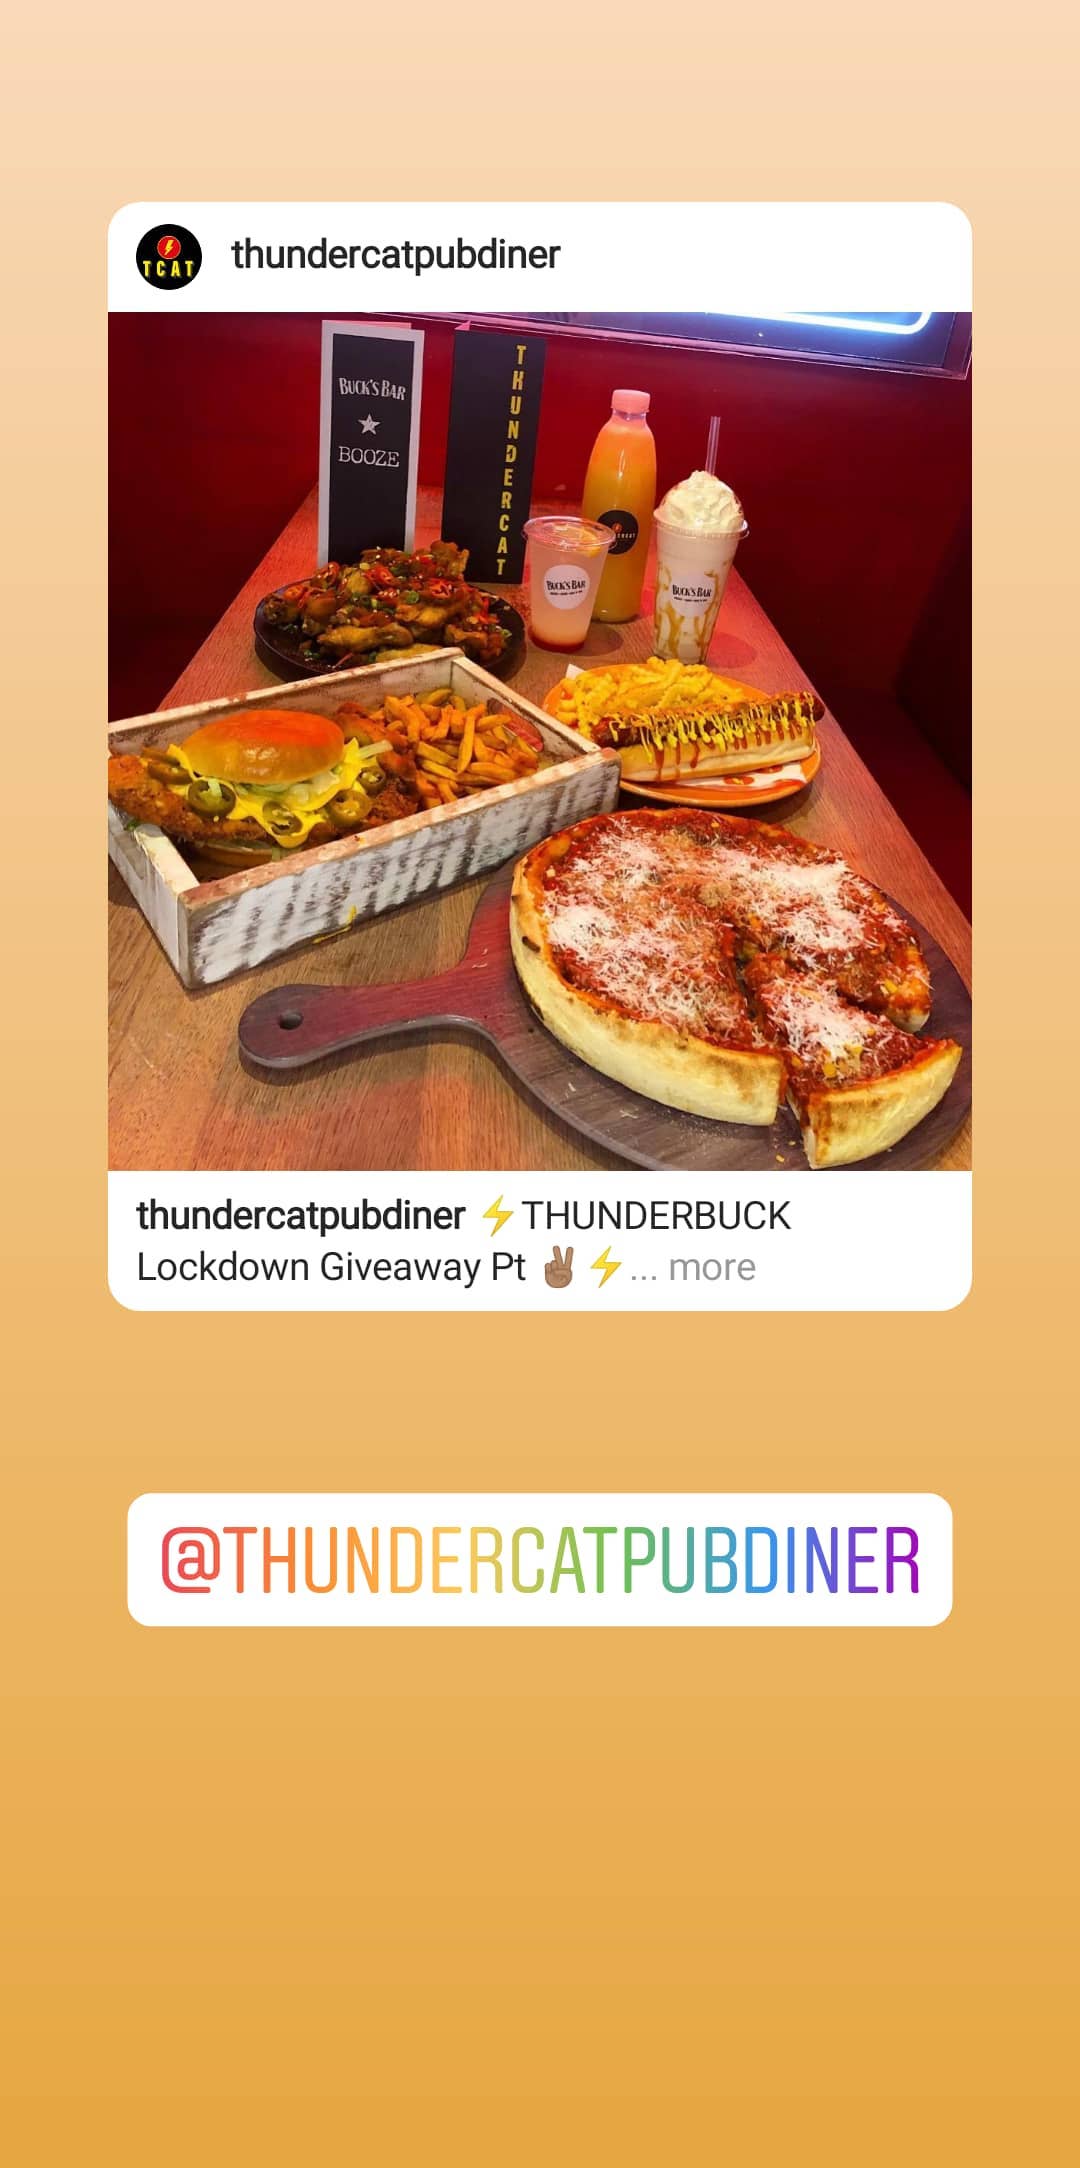 TCAT
thundercatpubdiner
BUCK'S BAR
BOOZE
THUNDERCAT
BUCK'S BAR
BUCK'S BAR
thundercatpubdiner ⚡THUNDERBUCK
Lockdown Giveaway Pt ✌🏽⚡... more
@THUNDERCATPUBDINER